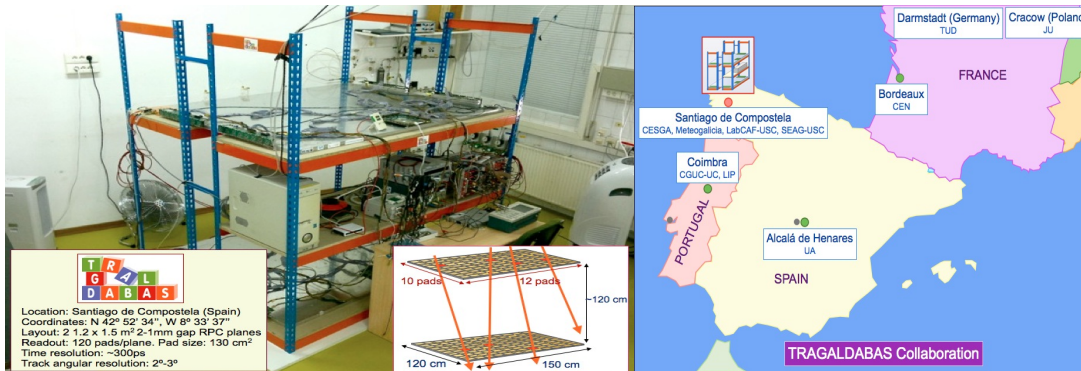 TRAGALDABAS
Location: Santiago de Compostela (Spain)
Coordinates: N 42º 52' 34'', W 8º 33' 37''
Layout: 2 1.2 x 1.5 m² 2-1mm gap RPC planes
Readout: 120 pads/plane. Pad size: 130 cm²
Time resolution: ~300ps
Track angular resolution: 2º-3º
10 pads
12 pads
~120 cm
120 cm
150 cm
Darmstadt (Germany)
TUD
Cracow (Poland
JU
FRANCE
Bordeaux
CEN
Santiago de Compostela
CESGA, Meteogalicia, LabCAF-USC, SEAG-USC
Coimbra
CGUC-UC, LIP
PORTUGAL
Alcalá de Henares
UA
SPAIN
TRAGALDABAS Collaboration